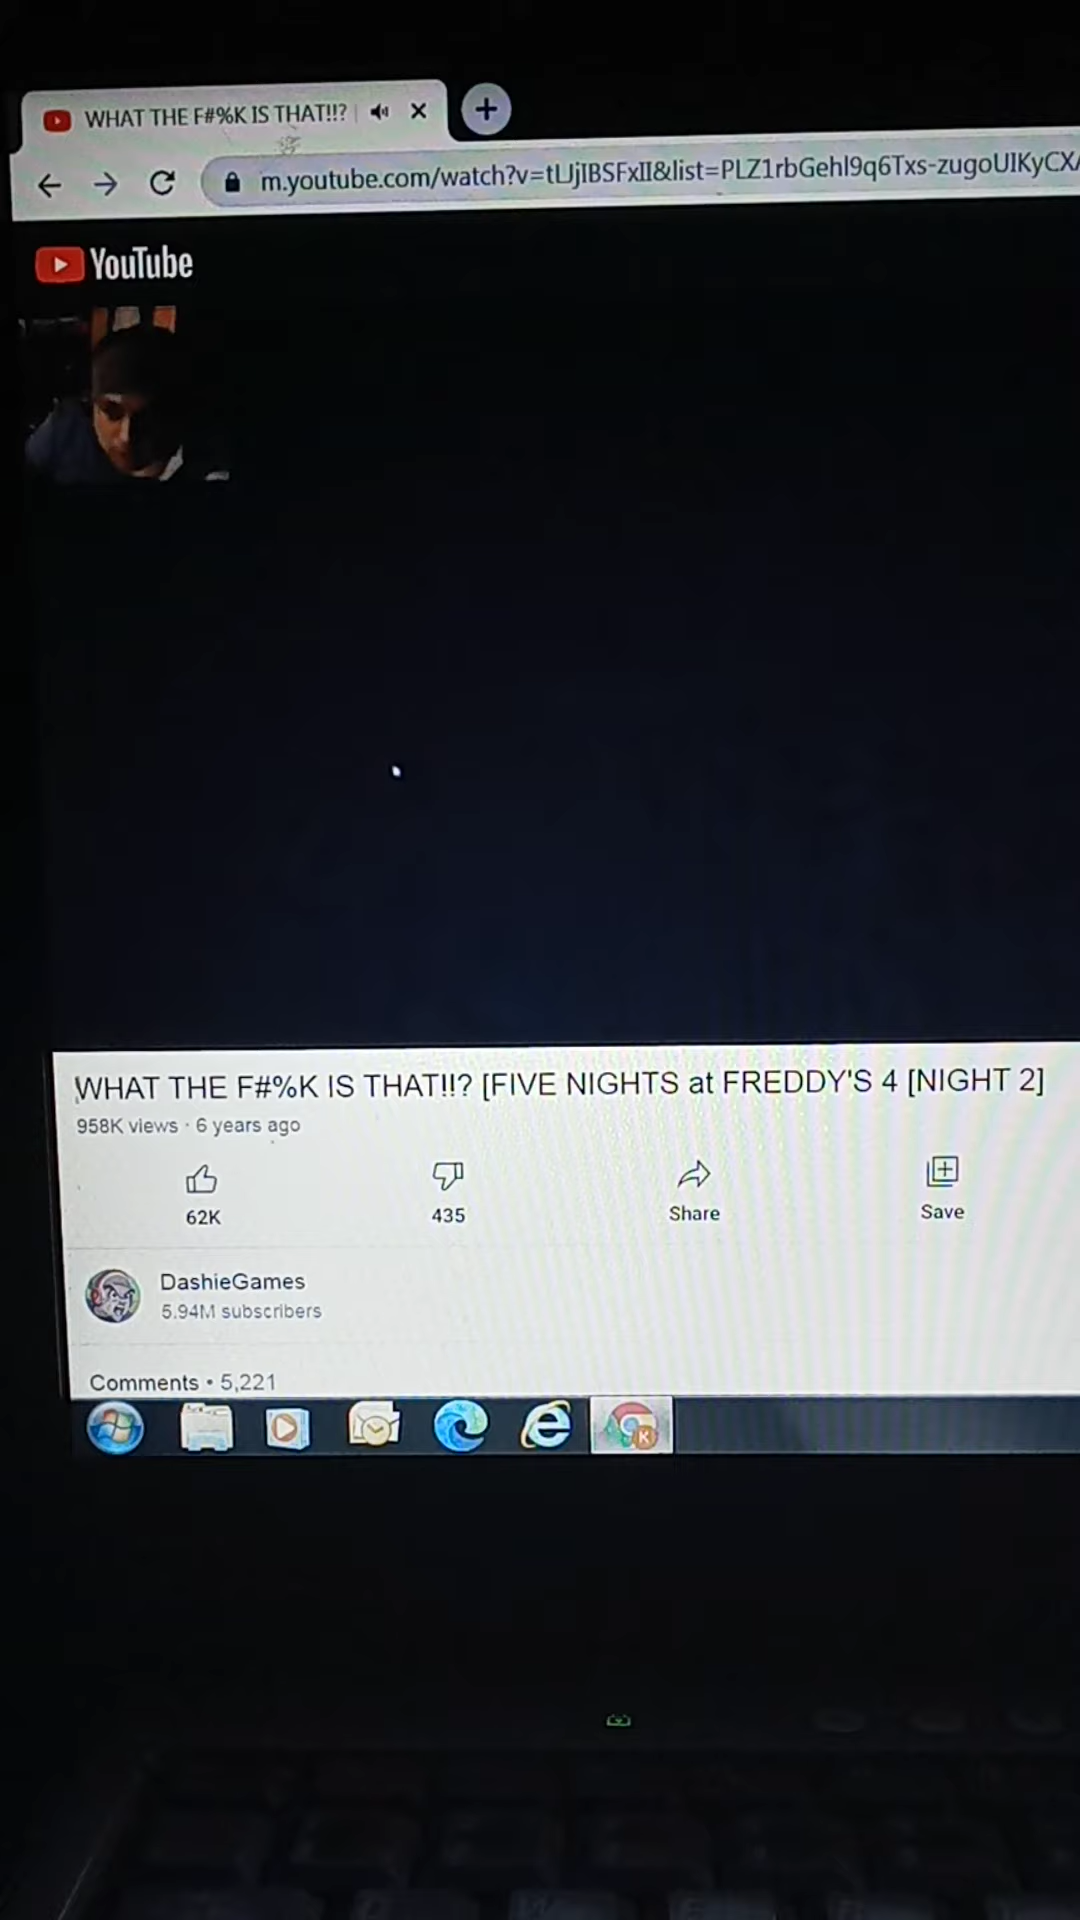 WHAT THE F#%K IS THAT!!?
m.youtube.com/watch?v=tUjIBSFxII&list=PLZ1rbGehl9q6Txs-zugoUIKyCX
YouTube
WHAT THE F#%K IS THAT!!? [FIVE NIGHTS at FREDDY'S 4 [NIGHT 2]
958K views · 6 years ago
62K
435
Share
Save
DashieGames
5.94M subscribers
Comments • 5,221
K